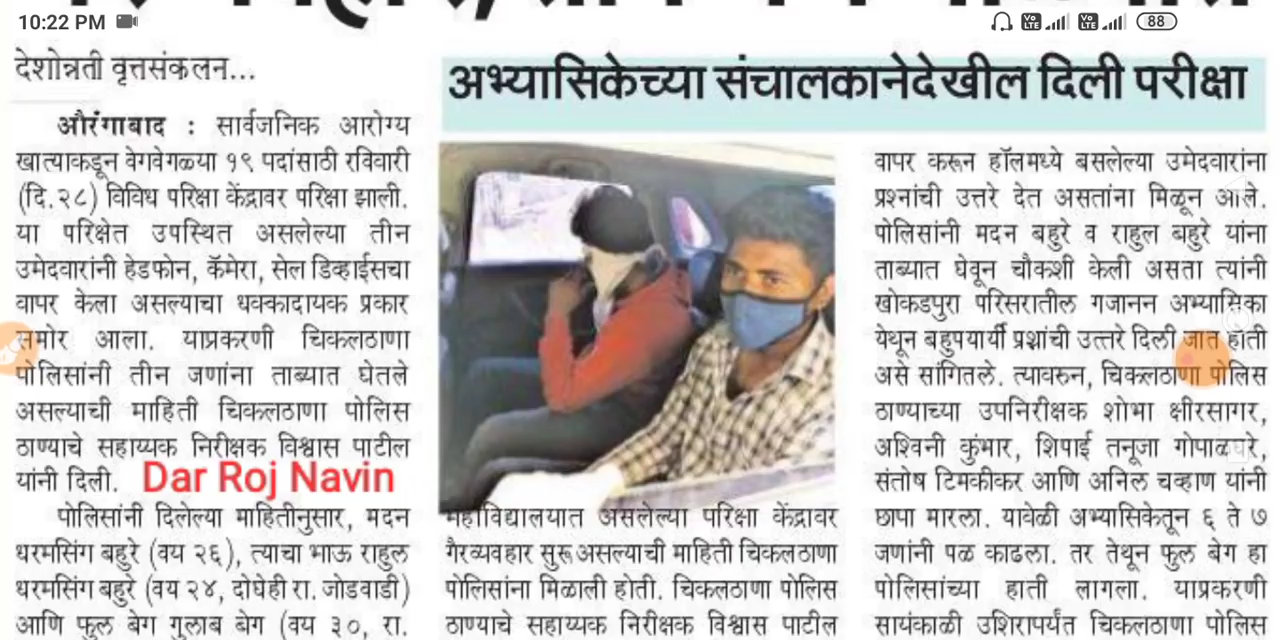 10:22 PM
Vo LTE Vo LTE 88
देशोन्नती वृत्तसंकलन...
अभ्यासिकेच्या संचालकानेदेखील दिली परीक्षा
औरंगाबाद : सार्वजनिक आरोग्य
खात्याकडून वेगवेगळ्या १९ पदांसाठी रविवारी
(दि.२८) विविध परिक्षा केंद्रावर परिक्षा झाली.
या परिक्षेत उपस्थित असलेल्या तीन
उमेदवारांनी हेडफोन, कॅमेरा, सेल डिव्हाईसचा
वापर केला असल्याचा धक्कादायक प्रकार
समोर आला. याप्रकरणी चिकलठाणा
पोलिसांनी तीन जणांना ताब्यात घेतले
असल्याची माहिती चिकलठाणा पोलिस
ठाण्याचे सहाय्यक निरीक्षक विश्वास पाटील
यांनी दिली.
Dar Roj Navin
पोलिसांनी दिलेल्या माहितीनुसार, मदन
धरमसिंग बहुरे (वय २६), त्याचा भाऊ राहुल
धरमसिंग बहुरे (वय २४, दोघेही रा. जोडवाडी)
आणि फुल बेग गुलाब बेग (वय ३०, रा.
महाविद्यालयात असलेल्या परिक्षा केंद्रावर
गैरव्यवहार सुरू असल्याची माहिती चिकलठाणा
पोलिसांना मिळाली होती. चिकलठाणा पोलिस
ठाण्याचे सहाय्यक निरीक्षक विश्वास पाटील
वापर करून हॉलमध्ये बसलेल्या उमेदवारांना
प्रश्नांची उत्तरे देत असतांना मिळून आले.
पोलिसांनी मदन बहुरे व राहुल बहुरे यांना
ताब्यात घेवून चौकशी केली असता त्यांनी
खोकडपुरा परिसरातील गजानन अभ्यासिका
येथून बहुपयार्यी प्रश्नांची उत्तरे दिली जात होती
असे सांगितले. त्यावरुन, चिकलठाणा पोलिस
ठाण्याच्या उपनिरीक्षक शोभा क्षीरसागर,
अश्विनी कुंभार, शिपाई तनूजा गोपाळघरे,
संतोष टिमकीकर आणि अनिल चव्हाण यांनी
छापा मारला. यावेळी अभ्यासिकेतून ६ ते ७
जणांनी पळ काढला. तर तेथून फुल बेग हा
पोलिसांच्या हाती लागला. याप्रकरणी
सायंकाळी उशिरापर्यंत चिकलठाणा पोलिस